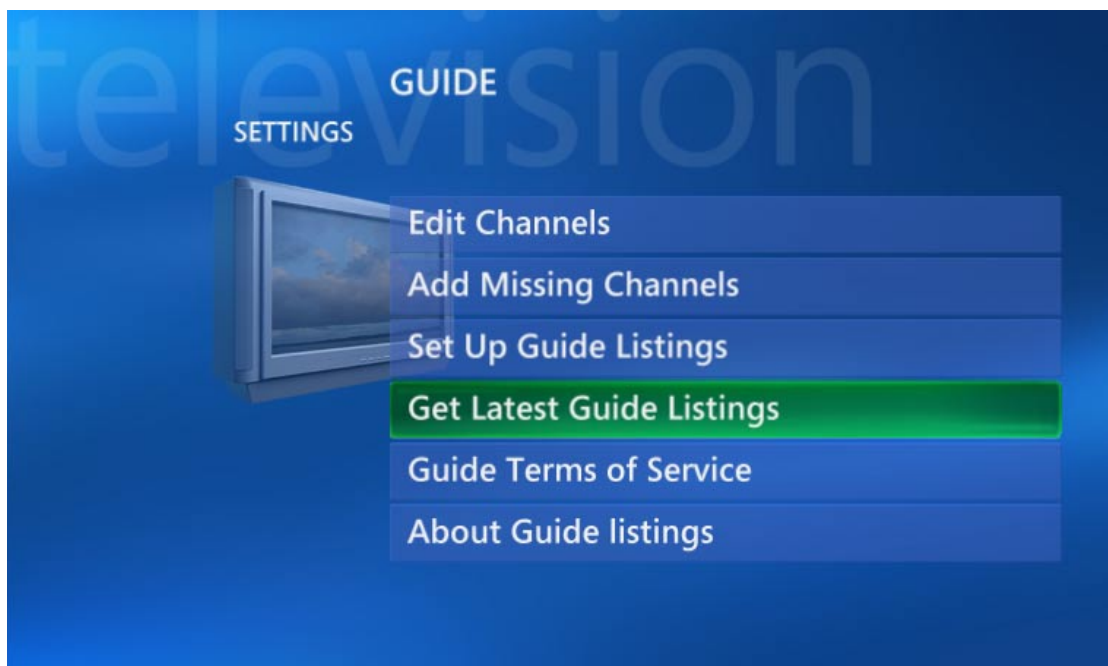 television
GUIDE
SETTINGS
Edit Channels
Add Missing Channels
Set Up Guide Listings
Get Latest Guide Listings
Guide Terms of Service
About Guide listings